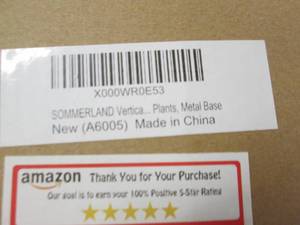 X000WR0E53
SOMMERLAND Vertica... Plants, Metal Base
New (A6005) Made in China
amazon Thank You for Your Purchase!
Our goal is to earn your 100% Positive 5-Star Rating